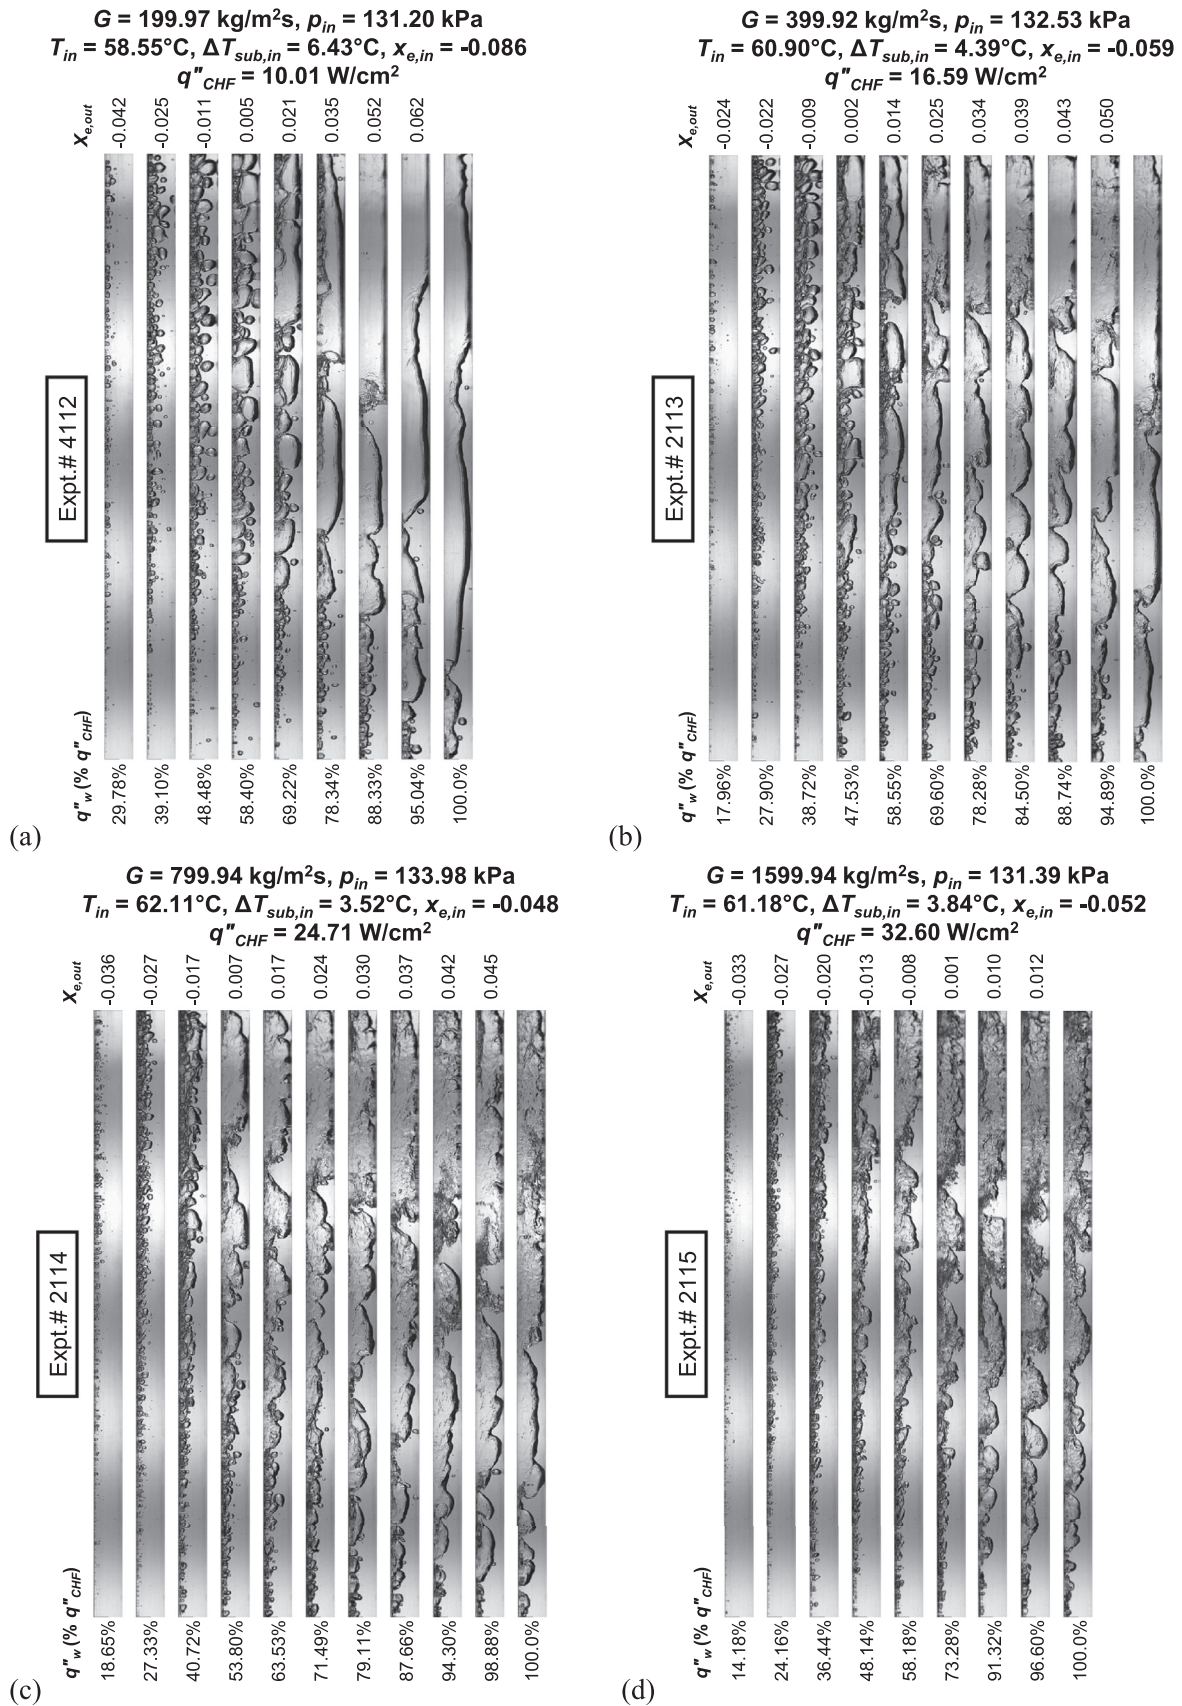 G = 199.97 kg/m²s, p_in = 131.20 kPa
T_in = 58.55°C, ΔT_sub,in = 6.43°C, x_e,in = -0.086
q″_CHF = 10.01 W/cm²
Expt.# 4112
x_e,out
-0.042
-0.025
-0.011
0.005
0.021
0.035
0.052
0.062
q″_w (% q″_CHF)
29.78%
39.10%
48.48%
58.40%
69.22%
78.34%
88.33%
95.04%
100.0%
(a)
G = 399.92 kg/m²s, p_in = 132.53 kPa
T_in = 60.90°C, ΔT_sub,in = 4.39°C, x_e,in = -0.059
q″_CHF = 16.59 W/cm²
Expt.# 2113
x_e,out
-0.024
-0.022
-0.009
0.002
0.014
0.025
0.034
0.039
0.043
0.050
q″_w (% q″_CHF)
17.96%
27.90%
38.72%
47.53%
58.55%
69.60%
78.28%
84.50%
88.74%
94.89%
100.0%
(b)
G = 799.94 kg/m²s, p_in = 133.98 kPa
T_in = 62.11°C, ΔT_sub,in = 3.52°C, x_e,in = -0.048
q″_CHF = 24.71 W/cm²
Expt.# 2114
x_e,out
-0.036
-0.027
-0.017
0.007
0.017
0.024
0.030
0.037
0.042
0.045
q″_w (% q″_CHF)
18.65%
27.33%
40.72%
53.80%
63.53%
71.49%
79.11%
87.66%
94.30%
98.88%
100.0%
(c)
G = 1599.94 kg/m²s, p_in = 131.39 kPa
T_in = 61.18°C, ΔT_sub,in = 3.84°C, x_e,in = -0.052
q″_CHF = 32.60 W/cm²
Expt.# 2115
x_e,out
-0.033
-0.027
-0.020
-0.013
-0.008
0.001
0.010
0.012
q″_w (% q″_CHF)
14.18%
24.16%
36.44%
48.14%
58.18%
73.28%
91.32%
96.60%
100.0%
(d)